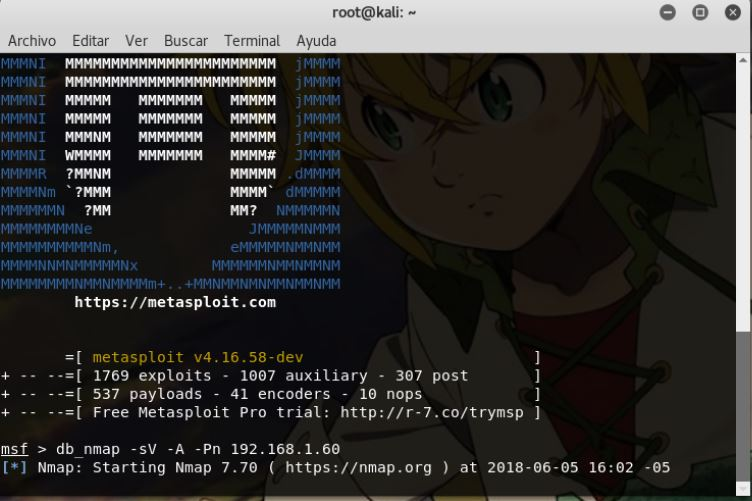 root@kali: ~
Archivo Editar Ver Buscar Terminal Ayuda
MMMNI  MMMMMMMMMMMMMMMMMMMMMMM  jMMMM
MMMNI  MMMMMMMMMMMMMMMMMMMMMMM  jMMMM
MMMNI  MMMMM   MMMMMMM   MMMMM  jMMMM
MMMNI  MMMMM   MMMMMMM   MMMMM  jMMMM
MMMNI  MMMNM   MMMMMMM   MMMMM  jMMMM
MMMNI  WMMMM   MMMMMMM   MMMM#  JMMMM
MMMMR  ?MMNM             MMMMM .dMMMM
MMMMNm `?MMM             MMMM` dMMMMM
MMMMMMN  ?MM             MM?  NMMMMMN
MMMMMMMMNe                 JMMMMMNMMM
MMMMMMMMMMNm,            eMMMMMNMMNMM
MMMMNNMNMMMMMNx        MMMMMMNMMNMMNM
MMMMMMMMNMMNMMMMm+..+MMNMMNMNMMNMMNMM
        https://metasploit.com
       =[ metasploit v4.16.58-dev                         ]
+ -- --=[ 1769 exploits - 1007 auxiliary - 307 post       ]
+ -- --=[ 537 payloads - 41 encoders - 10 nops            ]
+ -- --=[ Free Metasploit Pro trial: http://r-7.co/trymsp ]
msf > db_nmap -sV -A -Pn 192.168.1.60
[*] Nmap: Starting Nmap 7.70 ( https://nmap.org ) at 2018-06-05 16:02 -05